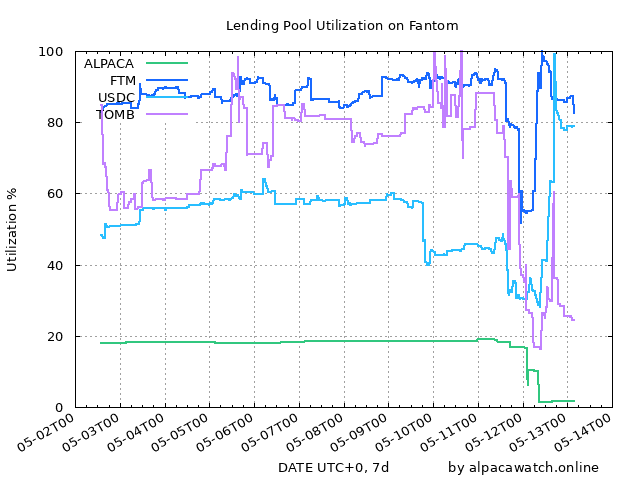 Lending Pool Utilization on Fantom
Utilization %
100
80
60
40
20
0
ALPACA
FTM
USDC
TOMB
05-02T00
05-03T00
05-04T00
05-05T00
05-06T00
05-07T00
05-08T00
05-09T00
05-10T00
05-11T00
05-12T00
05-13T00
05-14T00
DATE UTC+0, 7d
by alpacawatch.online